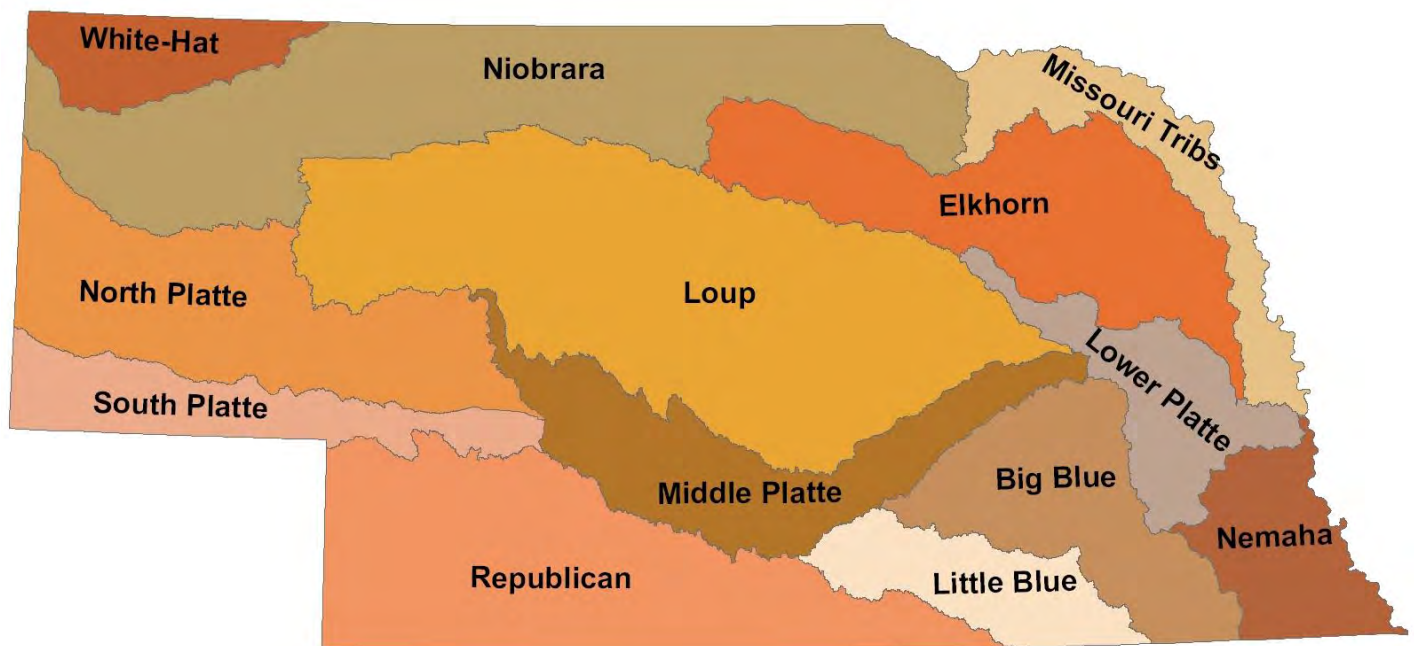 White-Hat
Niobrara
Missouri Tribs
Elkhorn
North Platte
Loup
Lower Platte
South Platte
Middle Platte
Big Blue
Nemaha
Republican
Little Blue